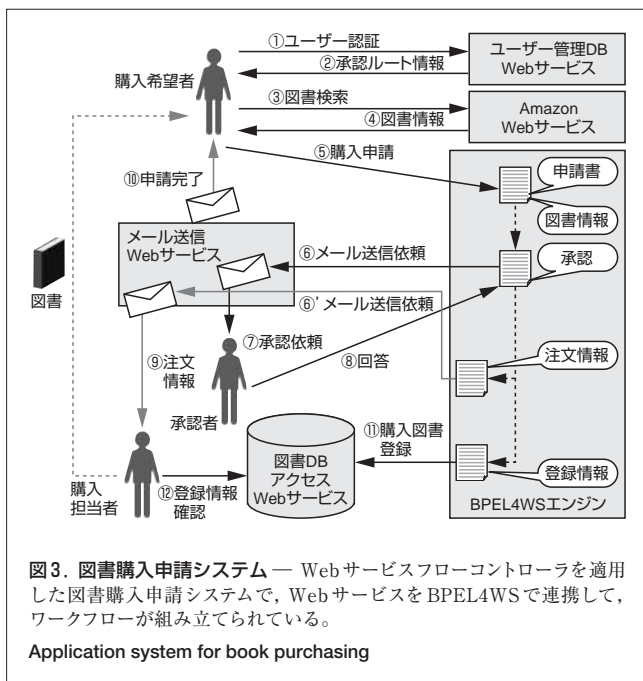 ①ユーザー認証
②承認ルート情報
ユーザー管理DB
Webサービス
購入希望者
③図書検索
④図書情報
Amazon
Webサービス
⑤購入申請
⑩申請完了
申請書
図書情報
メール送信
Webサービス
⑥メール送信依頼
承認
図書
⑥'メール送信依頼
⑦承認依頼
⑧回答
⑨注文
情報
注文情報
承認者
⑪購入図書
登録
図書DB
アクセス
Webサービス
登録情報
購入
担当者
⑫登録情報
確認
BPEL4WSエンジン
図3. 図書購入申請システム — Webサービスフローコントローラを適用
した図書購入申請システムで,WebサービスをBPEL4WSで連携して,
ワークフローが組み立てられている。
Application system for book purchasing